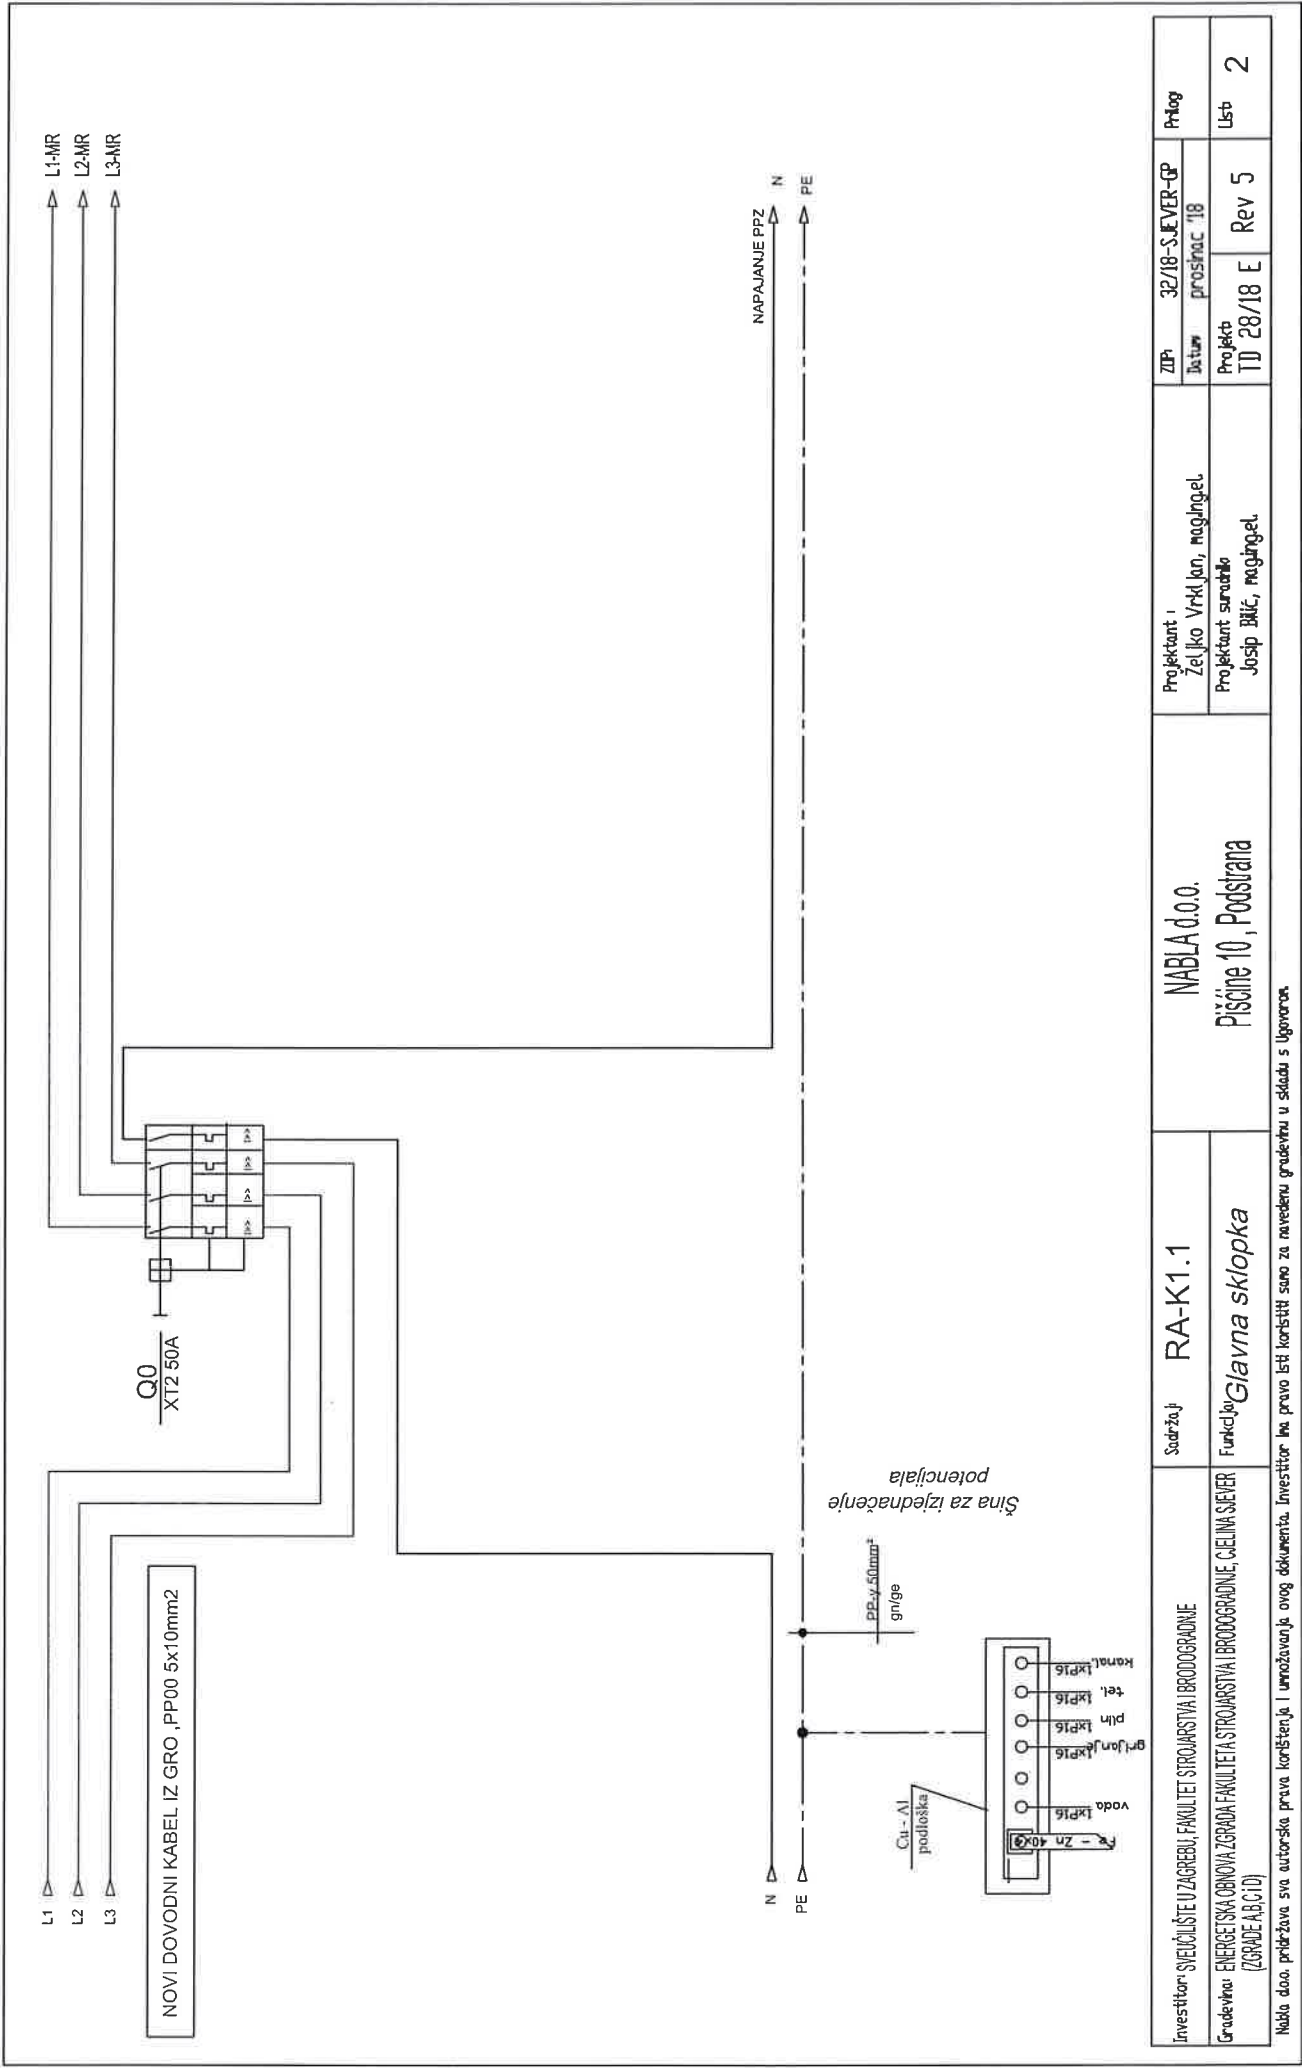 L1
L2
L3
NOVI DOVODNI KABEL IZ GRO ,PP00 5x10mm2
Q0
XT2 50A
L1-MR
L2-MR
L3-MR
NAPAJANJE PPZ
N
PE
N
PE
PP-y 50mm²
gn/ge
Šina za izjednačenje
potencijala
Cu - Al
podloška
Fe - Zn 40x4
1xP16
voda
1xP16
grijanje
1xP16
plin
1xP16
tel.
1xP16
kanal.
Investitor: SVEUČILIŠTE U ZAGREBU, FAKULTET STROJARSTVA I BRODOGRADNJE
Građevina: ENERGETSKA OBNOVA ZGRADA FAKULTETA STROJARSTVA I BRODOGRADNJE, CJELINA SJEVER
(ZGRADE A,B,C i D)
Sadržaj: RA-K1.1
Funkcija: Glavna sklopka
NABLA d.o.o.
Piščine 10 , Podstrana
Projektant :
Željko Vrkljan, mag.ing.el.
Projektant suradnik:
Josip Bilić, mag.ing.el.
ZOP: 32/18-SJEVER-GP
Datum: prosinac '18
Projekt:
TD 28/18 E
Rev 5
Prilog:
List: 2
Nabla d.o.o. pridržava sva autorska prava korištenja i umnožavanja ovog dokumenta. Investitor ima pravo isti koristiti samo za navedenu građevinu u skladu s Ugovorom.